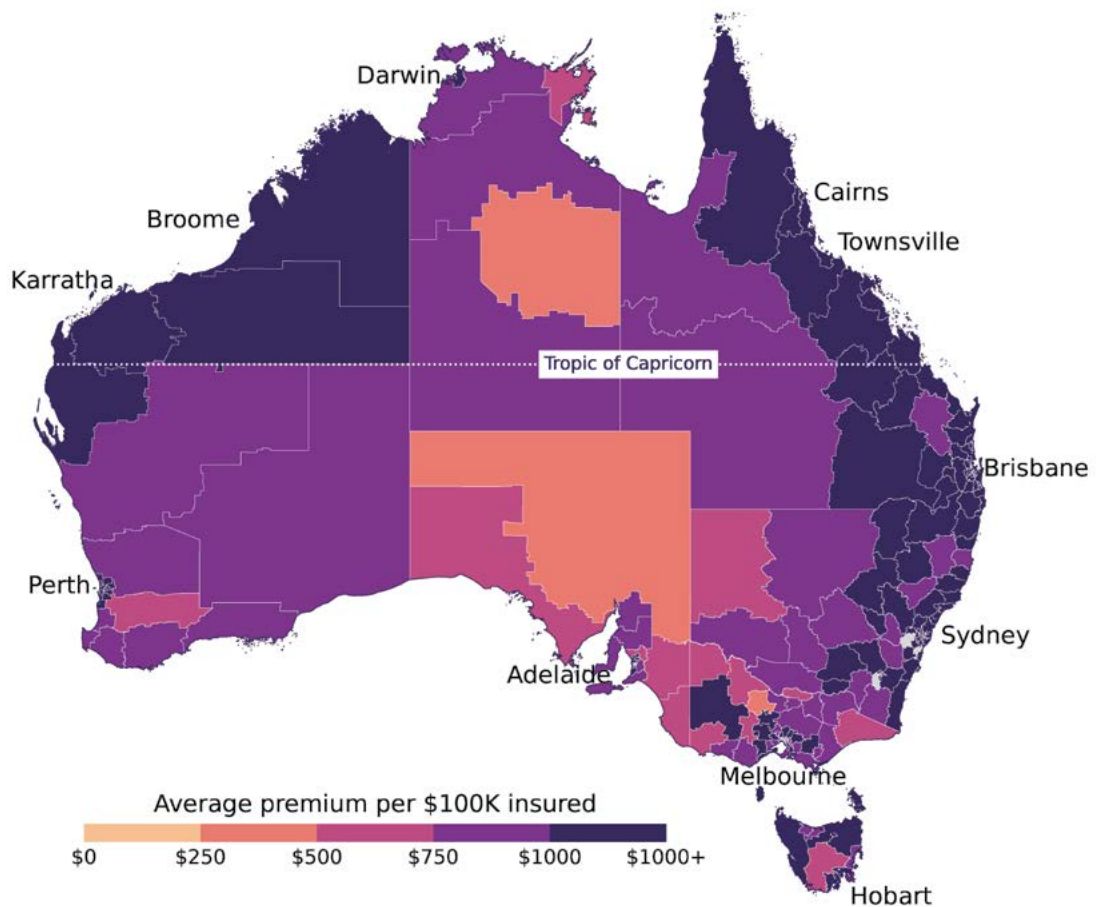 Darwin
Cairns
Broome
Townsville
Karratha
Tropic of Capricorn
Brisbane
Perth
Sydney
Adelaide
Melbourne
Average premium per $100K insured
$0 $250 $500 $750 $1000 $1000+
Hobart